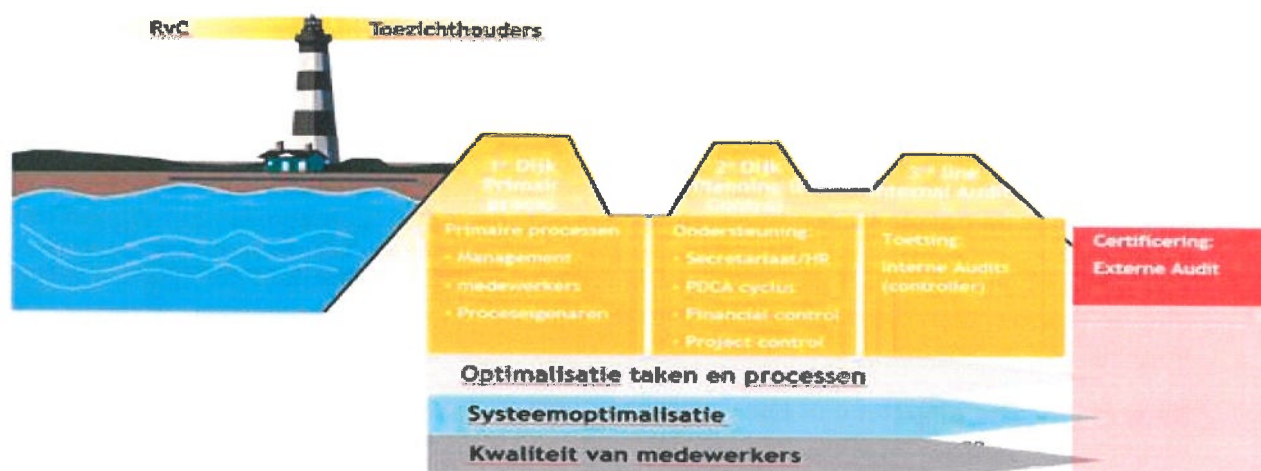 RvC
Toezichthouders
1e Dijk
Primair
proces
2e Dijk
Planning &
Control
3rd line
Internal Audit
Primaire processen
- Management
- medewerkers
- Proceseigenaren
Ondersteuning:
- Secretariaat/HR
- PDCA cyclus
- Financial control
- Project control
Toetsing:
Interne Audits
(controller)
Certificering:
Externe Audit
Optimalisatie taken en processen
Systeemoptimalisatie
Kwaliteit van medewerkers